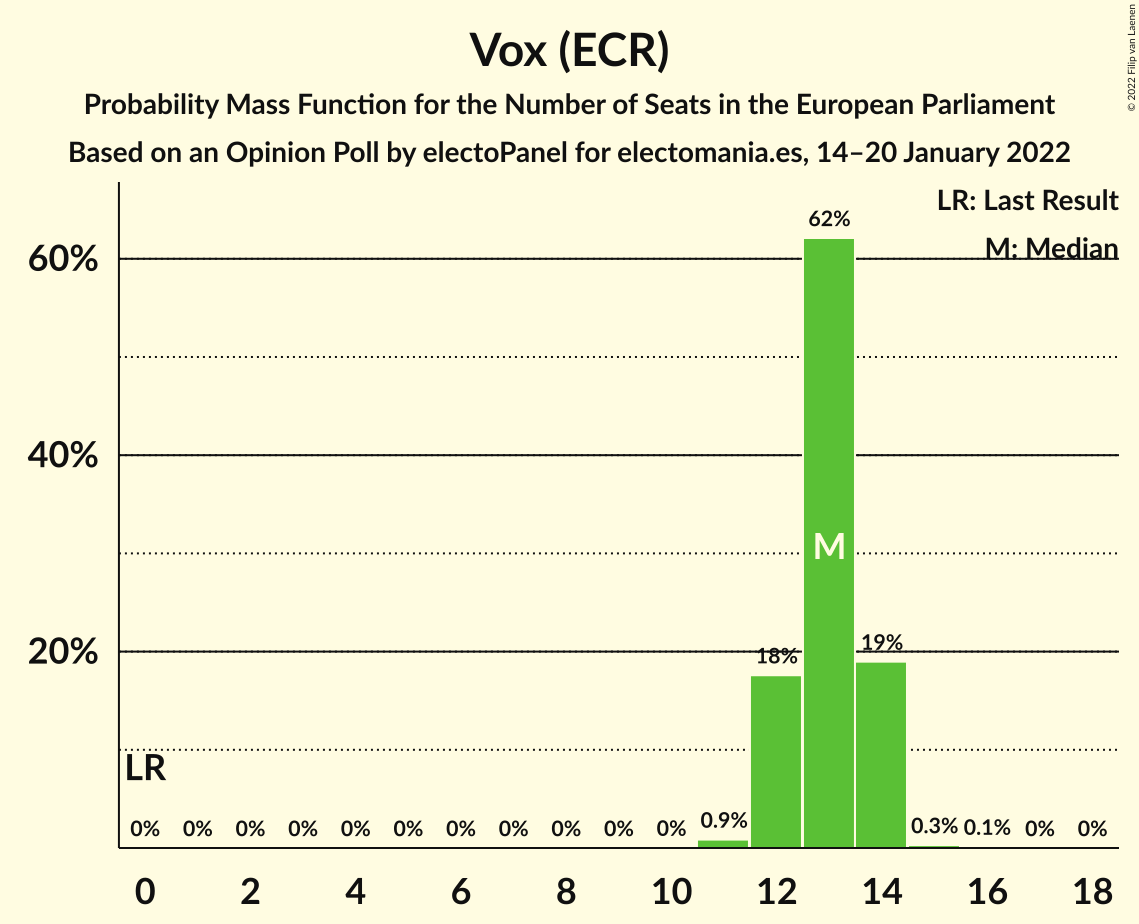 © 2022 Filip van Laenen
Vox (ECR)
Probability Mass Function for the Number of Seats in the European Parliament
Based on an Opinion Poll by electoPanel for electomania.es, 14–20 January 2022
LR: Last Result
M: Median
62%
60%
40%
M
20%
18%
19%
LR
0% 0% 0% 0% 0% 0% 0% 0% 0% 0% 0% 0.9% 0.3% 0.1% 0% 0%
0 2 4 6 8 10 12 14 16 18